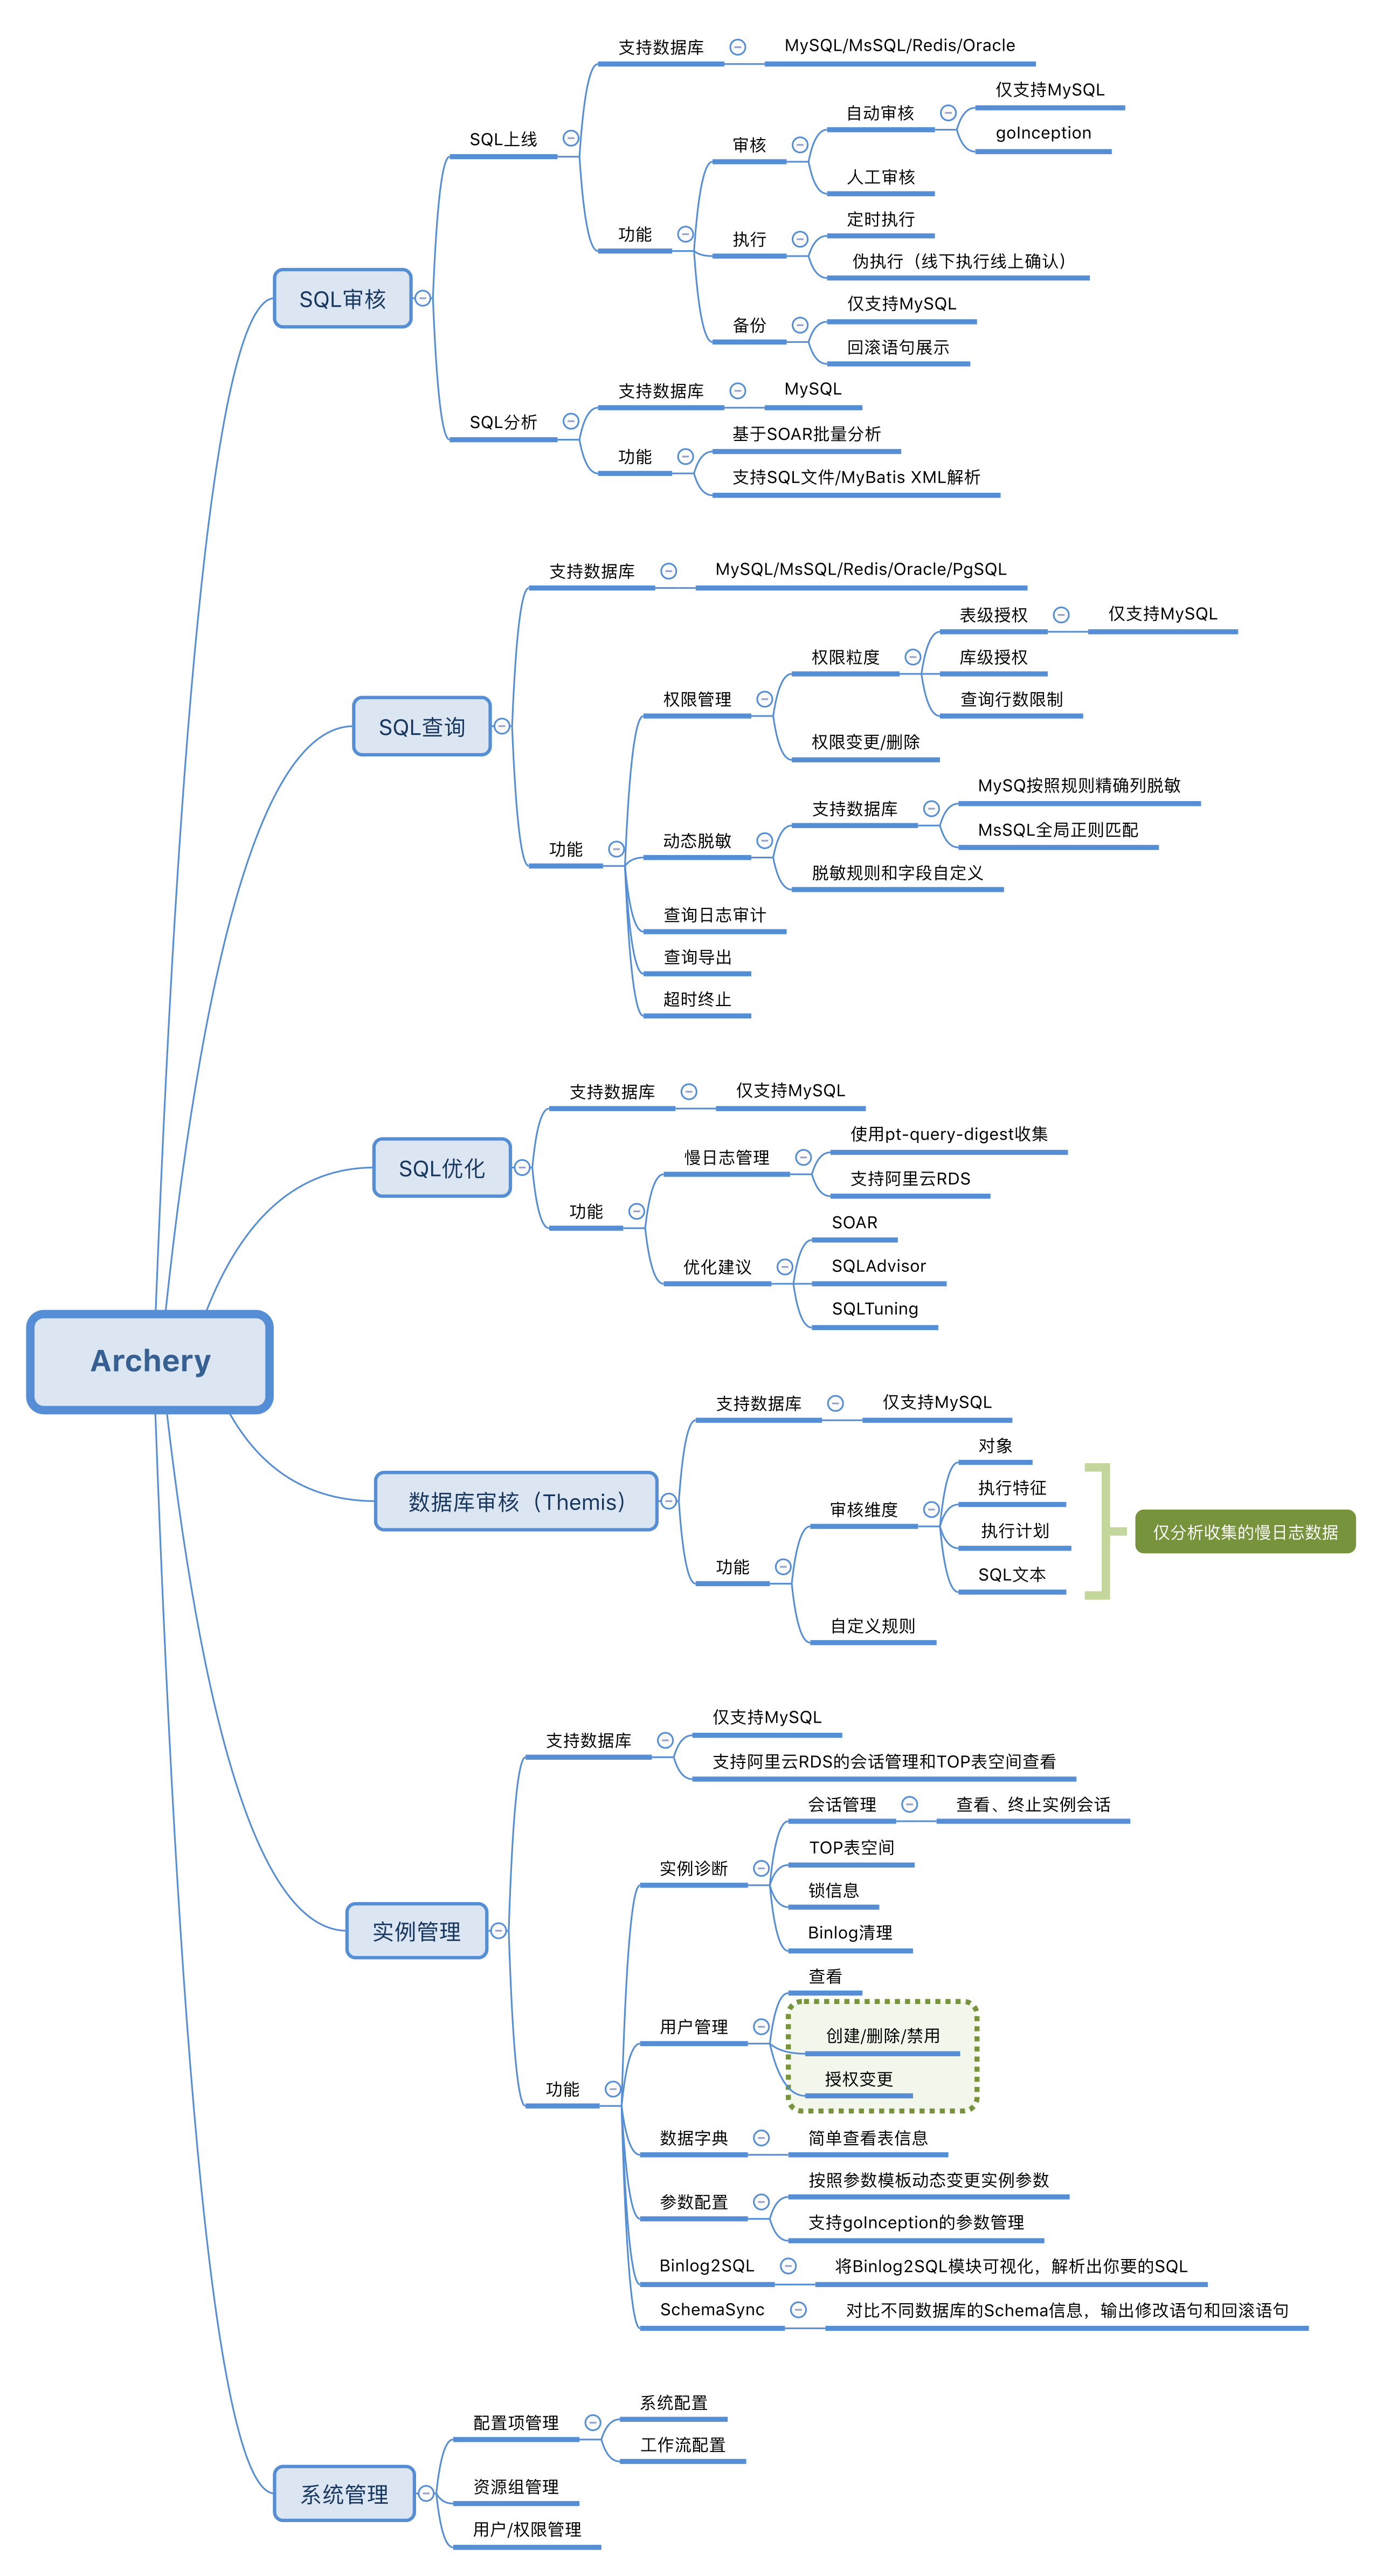 Archery
SQL审核
SQL上线
支持数据库
MySQL/MsSQL/Redis/Oracle
功能
审核
自动审核
仅支持MySQL
goInception
人工审核
执行
定时执行
伪执行（线下执行线上确认）
备份
仅支持MySQL
回滚语句展示
SQL分析
支持数据库
MySQL
功能
基于SOAR批量分析
支持SQL文件/MyBatis XML解析
SQL查询
支持数据库
MySQL/MsSQL/Redis/Oracle/PgSQL
功能
权限管理
权限粒度
表级授权
仅支持MySQL
库级授权
查询行数限制
权限变更/删除
动态脱敏
支持数据库
MySQ按照规则精确列脱敏
MsSQL全局正则匹配
脱敏规则和字段自定义
查询日志审计
查询导出
超时终止
SQL优化
支持数据库
仅支持MySQL
功能
慢日志管理
使用pt-query-digest收集
支持阿里云RDS
优化建议
SOAR
SQLAdvisor
SQLTuning
数据库审核（Themis）
支持数据库
仅支持MySQL
功能
审核维度
对象
执行特征
执行计划
SQL文本
仅分析收集的慢日志数据
自定义规则
实例管理
支持数据库
仅支持MySQL
支持阿里云RDS的会话管理和TOP表空间查看
功能
实例诊断
会话管理
查看、终止实例会话
TOP表空间
锁信息
Binlog清理
用户管理
查看
创建/删除/禁用
授权变更
数据字典
简单查看表信息
参数配置
按照参数模板动态变更实例参数
支持goInception的参数管理
Binlog2SQL
将Binlog2SQL模块可视化，解析出你要的SQL
SchemaSync
对比不同数据库的Schema信息，输出修改语句和回滚语句
系统管理
配置项管理
系统配置
工作流配置
资源组管理
用户/权限管理